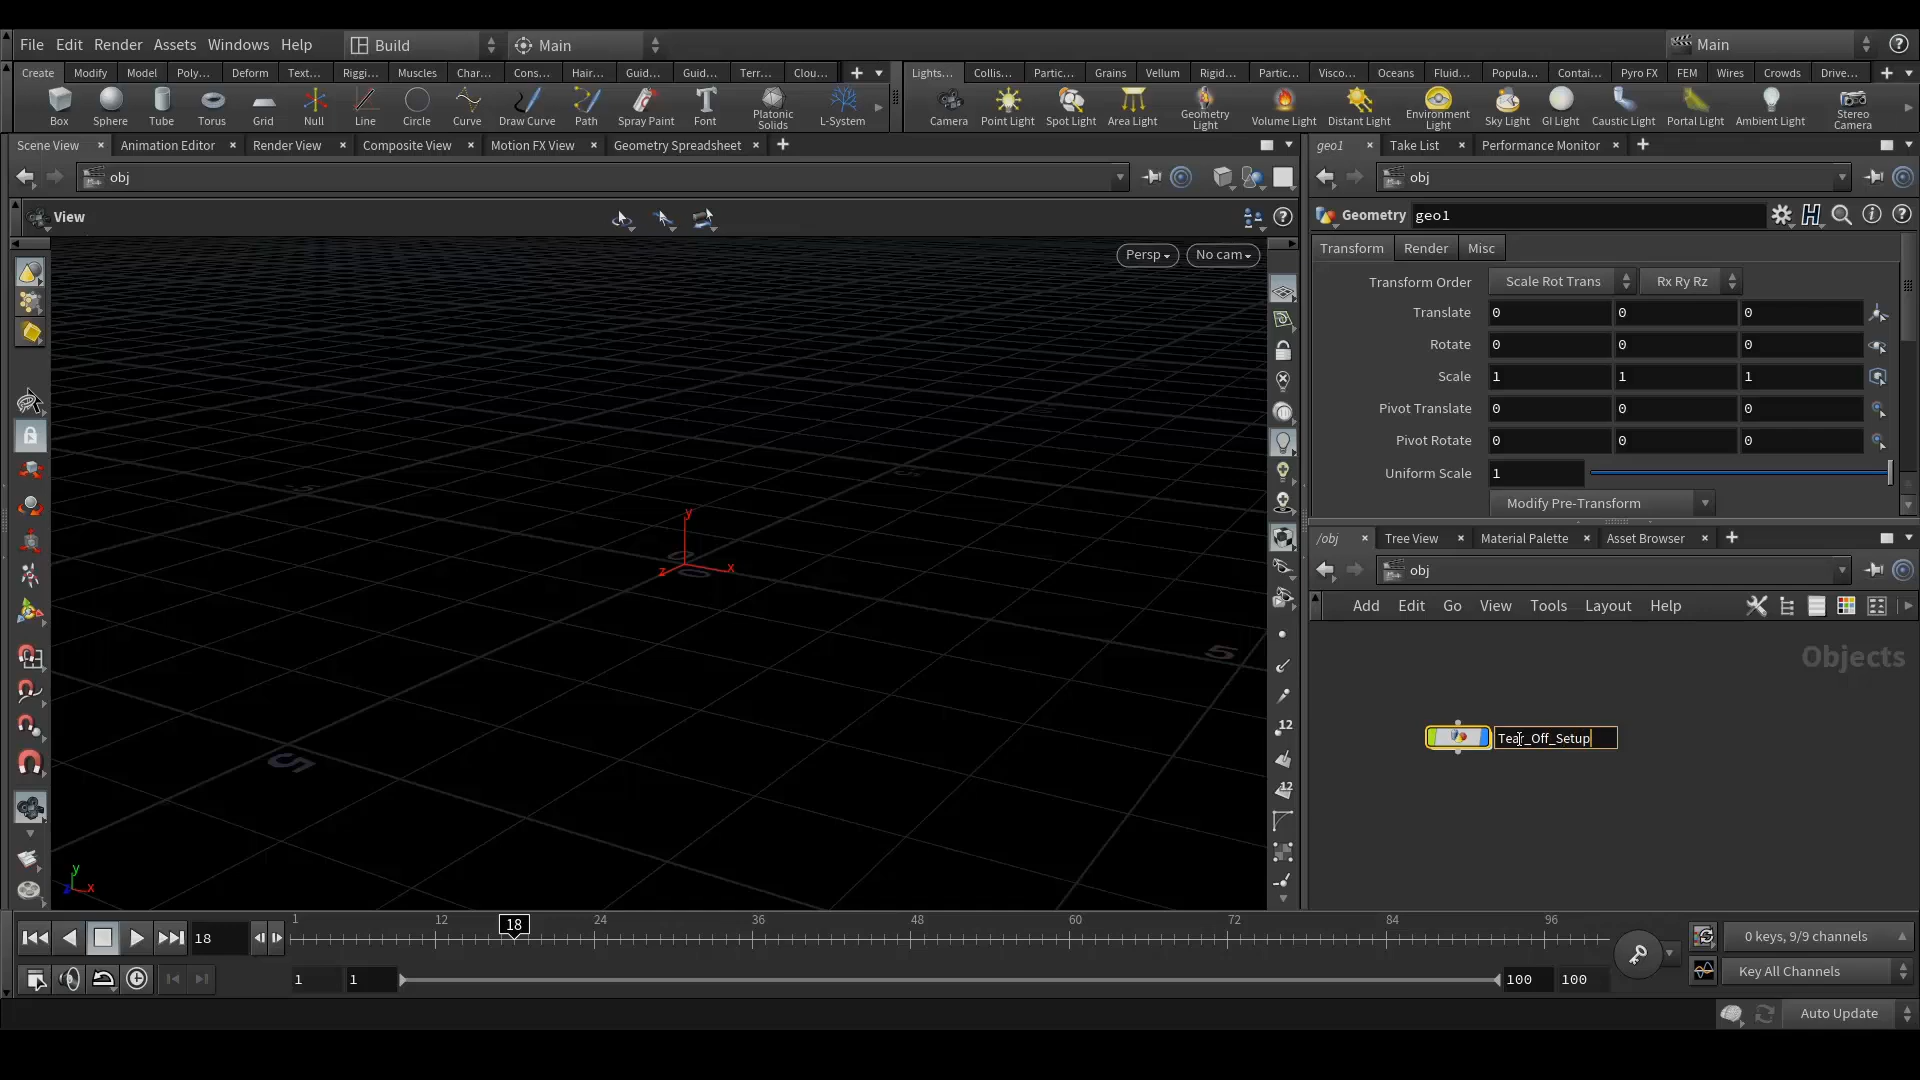 File Edit Render Assets Windows Help Build Main Main
Create Modify Model Poly... Deform Text... Riggi... Muscles Char... Cons... Hair... Guid... Guid... Terr... Clou... Lights... Collis... Partic... Grains Vellum Rigid... Partic... Visco... Oceans Fluid... Popula... Contai... Pyro FX FEM Wires Crowds Drive...
Box Sphere Tube Torus Grid Null Line Circle Curve Draw Curve Path Spray Paint Font Platonic Solids L-System Camera Point Light Spot Light Area Light Geometry Light Volume Light Distant Light Environment Light Sky Light GI Light Caustic Light Portal Light Ambient Light Stereo Camera
Scene View Animation Editor Render View Composite View Motion FX View Geometry Spreadsheet geo1 Take List Performance Monitor
obj obj
View
Geometry geo1
Persp No cam
Transform Render Misc
Transform Order Scale Rot Trans Rx Ry Rz
Translate 0 0 0
Rotate 0 0 0
Scale 1 1 1
Pivot Translate 0 0 0
Pivot Rotate 0 0 0
Uniform Scale 1
Modify Pre-Transform
y
z x
5
5
12
12
/obj Tree View Material Palette Asset Browser
obj
Add Edit Go View Tools Layout Help
Objects
Tear_Off_Setup
y
z x
1 12 18 24 36 48 60 72 84 96
18
0 keys, 9/9 channels
1 1 100 100
Key All Channels
Auto Update